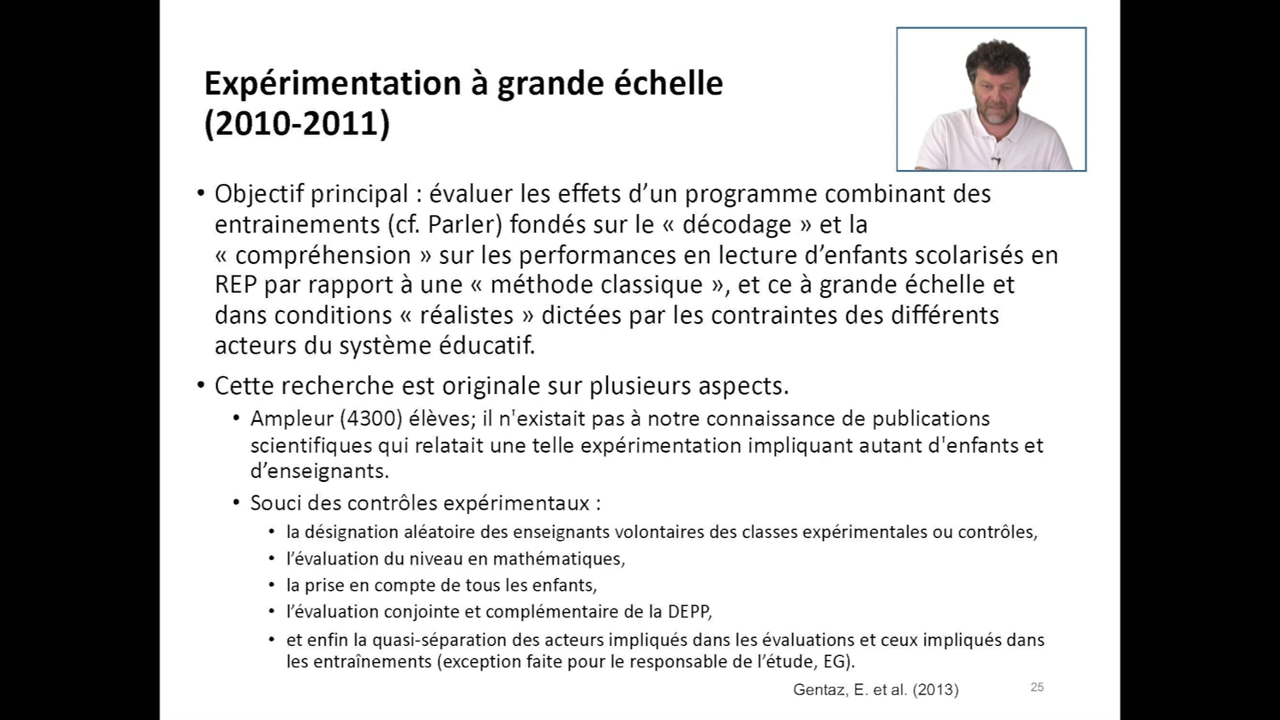 Expérimentation à grande échelle
(2010-2011)
• Objectif principal : évaluer les effets d’un programme combinant des
entrainements (cf. Parler) fondés sur le « décodage » et la
« compréhension » sur les performances en lecture d’enfants scolarisés en
REP par rapport à une « méthode classique », et ce à grande échelle et
dans conditions « réalistes » dictées par les contraintes des différents
acteurs du système éducatif.
• Cette recherche est originale sur plusieurs aspects.
• Ampleur (4300) élèves; il n'existait pas à notre connaissance de publications
scientifiques qui relatait une telle expérimentation impliquant autant d'enfants et
d’enseignants.
• Souci des contrôles expérimentaux :
• la désignation aléatoire des enseignants volontaires des classes expérimentales ou contrôles,
• l’évaluation du niveau en mathématiques,
• la prise en compte de tous les enfants,
• l’évaluation conjointe et complémentaire de la DEPP,
• et enfin la quasi-séparation des acteurs impliqués dans les évaluations et ceux impliqués dans
les entraînements (exception faite pour le responsable de l’étude, EG).
Gentaz, E. et al. (2013)
25